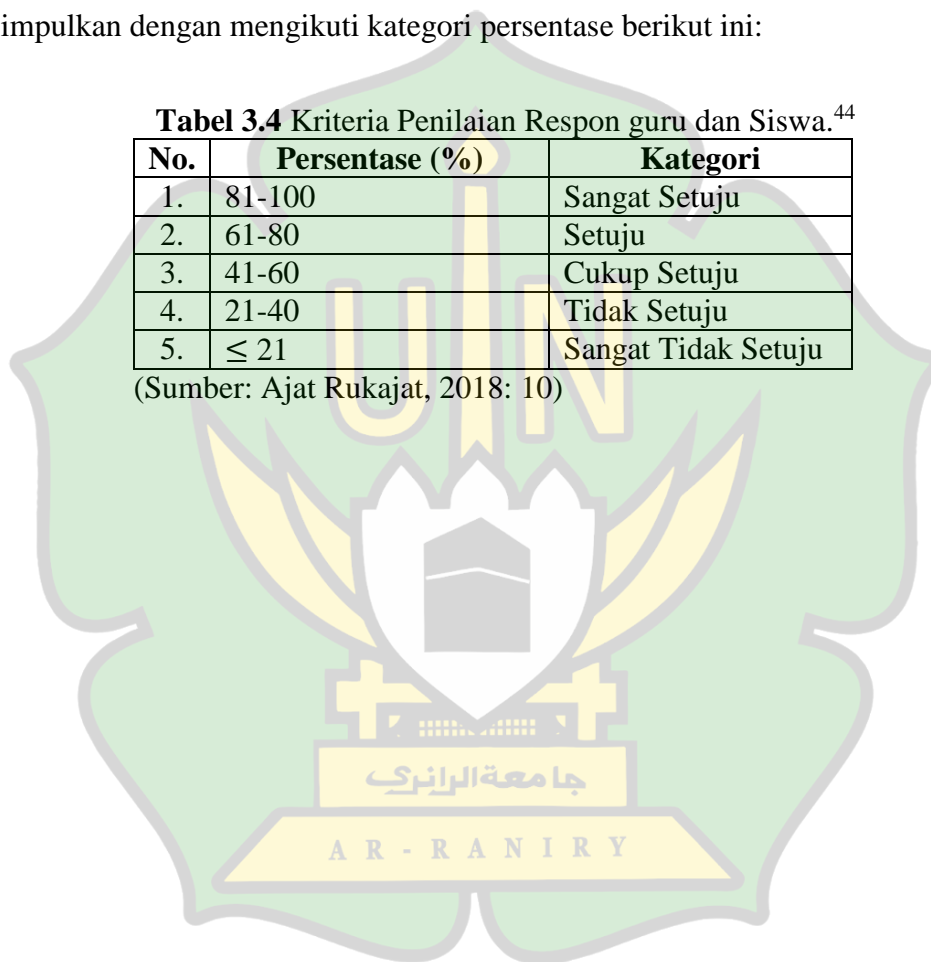 impulkan dengan mengikuti kategori persentase berikut ini:
Tabel 3.4 Kriteria Penilaian Respon guru dan Siswa.44
No. Persentase (%) Kategori
1. 81-100 Sangat Setuju
2. 61-80 Setuju
3. 41-60 Cukup Setuju
4. 21-40 Tidak Setuju
5. ≤ 21 Sangat Tidak Setuju
(Sumber: Ajat Rukajat, 2018: 10)
UIN
جامعةالرانري
AR-RANIRY